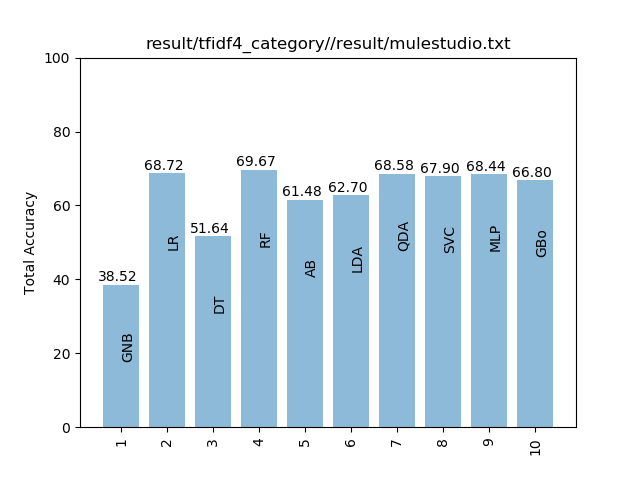 result/tfidf4_category//result/mulestudio.txt
Total Accuracy
100
80
60
40
20
0
38.52
68.72
51.64
69.67
61.48
62.70
68.58
67.90
68.44
66.80
GNB
LR
DT
RF
AB
LDA
QDA
SVC
MLP
GBo
1
2
3
4
5
6
7
8
9
10